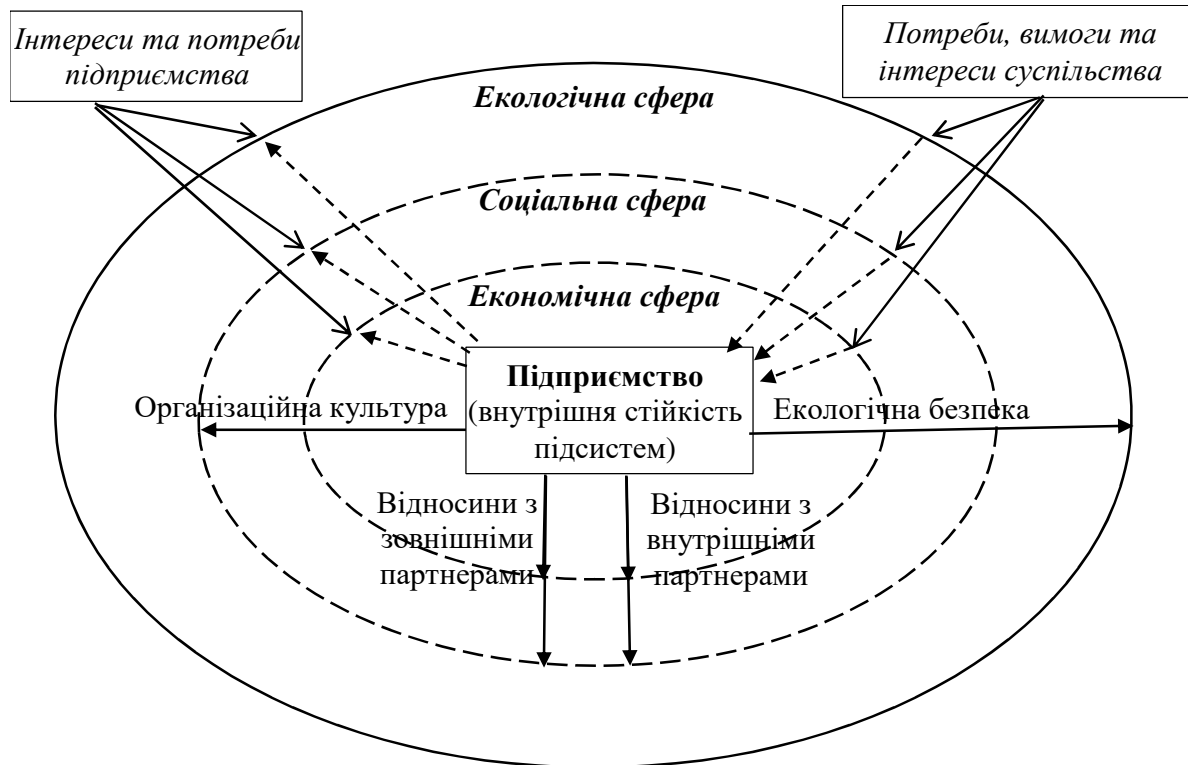 Інтереси та потреби
підприємства
Потреби, вимоги та
інтереси суспільства
Екологічна сфера
Соціальна сфера
Економічна сфера
Підприємство
(внутрішня стійкість
підсистем)
Організаційна культура
Екологічна безпека
Відносини з
зовнішніми
партнерами
Відносини з
внутрішніми
партнерами